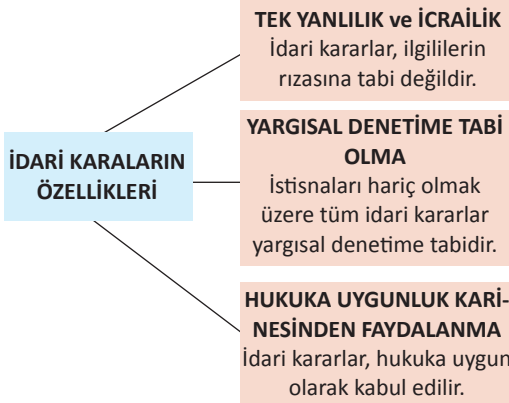 TEK YANLILIK ve İCRAİLİK
İdari kararlar, ilgililerin
rızasına tabi değildir.
İDARİ KARALARIN
ÖZELLİKLERİ
YARGISAL DENETİME TABİ
OLMA
İstisnaları hariç olmak
üzere tüm idari kararlar
yargısal denetime tabidir.
HUKUKA UYGUNLUK KARİ-
NESİNDEN FAYDALANMA
İdari kararlar, hukuka uygun
olarak kabul edilir.